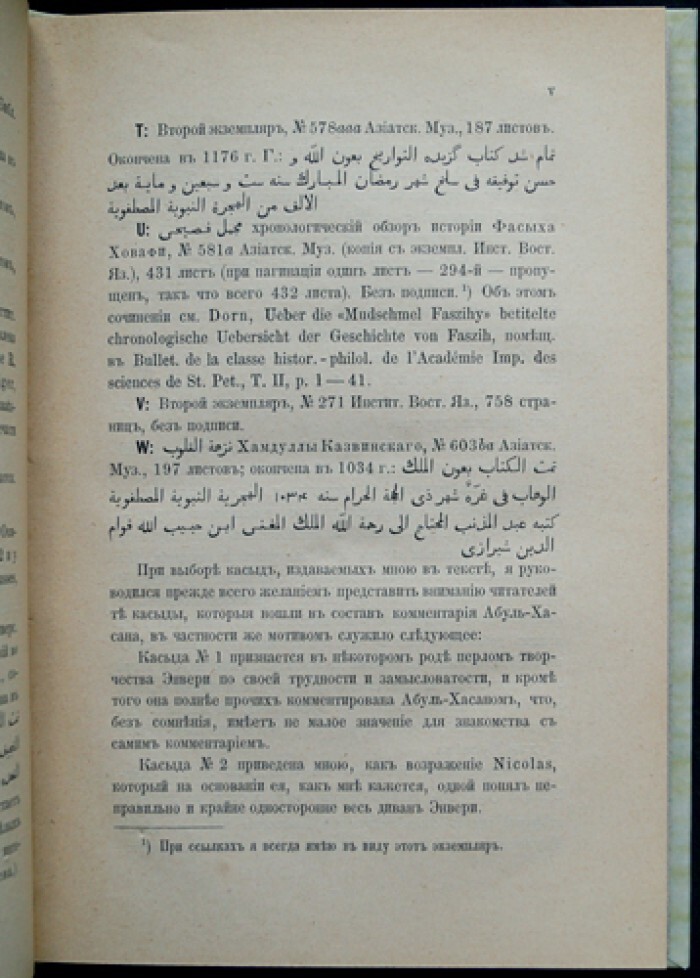 v
T: Второй экземпляръ, № 578aaa Азіатск. Муз., 187 листовъ.
Окончена въ 1176 г. Г.: تمام شد کتاب گزیده التواریخ بعون الله و
حسن توفیقه فی سلخ شهر رمضان المبارك سنه ست و سبعین و مایة بعد
الالف من الهجرة النبویة المصطفویة
U: مجمل فصیحی хронологическій обзоръ исторіи Фасыха
Ховафи, № 581a Азіатск. Муз. (копія съ экземпл. Инст. Вост.
Яз.), 431 листъ (при пагинаціи одинъ листъ — 294-й — пропу-
щенъ, такъ что всего 432 листа). Безъ подписи.¹) Объ этомъ
сочиненіи см. Dorn, Ueber die «Mudschmel Faszihy» betitelte
chronologische Uebersicht der Geschichte von Faszih, помѣщ.
въ Bullet. de la classe histor.-philol. de l'Académie Imp. des
sciences de St. Pet., T. II, p. 1—41.
V: Второй экземпляръ, № 271 Инстит. Вост. Яз., 758 стра-
ницъ, безъ подписи.
W: نزهة القلوب Хамдуллы Казвинскаго, № 603ba Азіатск.
Муз., 197 листовъ; окончена въ 1034 г.: تمت الكتاب بعون الملك
الوهاب فی غرّه شهر ذی الحجة الحرام سنه ۱۰۳۴ الهجریة النبویة المصطفویة
کتبه عبد المذنب المحتاج الی رحمة الله الملك الغنی ابن حبیب الله قوام
الدین شیرازی
При выборѣ касыдъ, издаваемыхъ мною въ текстѣ, я руко-
водился прежде всего желаніемъ представить вниманію читателей
тѣ касыды, которыя вошли въ составъ комментарія Абуль-Ха-
сана, въ частности же мотивомъ служило слѣдующее:
Касыда № 1 признается въ нѣкоторомъ родѣ перломъ твор-
чества Энвери по своей трудности и замысловатости, и кромѣ
того она полнѣе прочихъ комментирована Абуль-Хасаномъ, что,
безъ сомнѣнія, имѣетъ не малое значеніе для знакомства съ
самимъ комментаріемъ.
Касыда № 2 приведена мною, какъ возраженіе Nicolas,
который на основаніи ея, какъ мнѣ кажется, одной понялъ не-
правильно и крайне односторонне весь диванъ Энвери.
¹) При ссылкахъ я всегда имѣю въ виду этотъ экземпляръ.